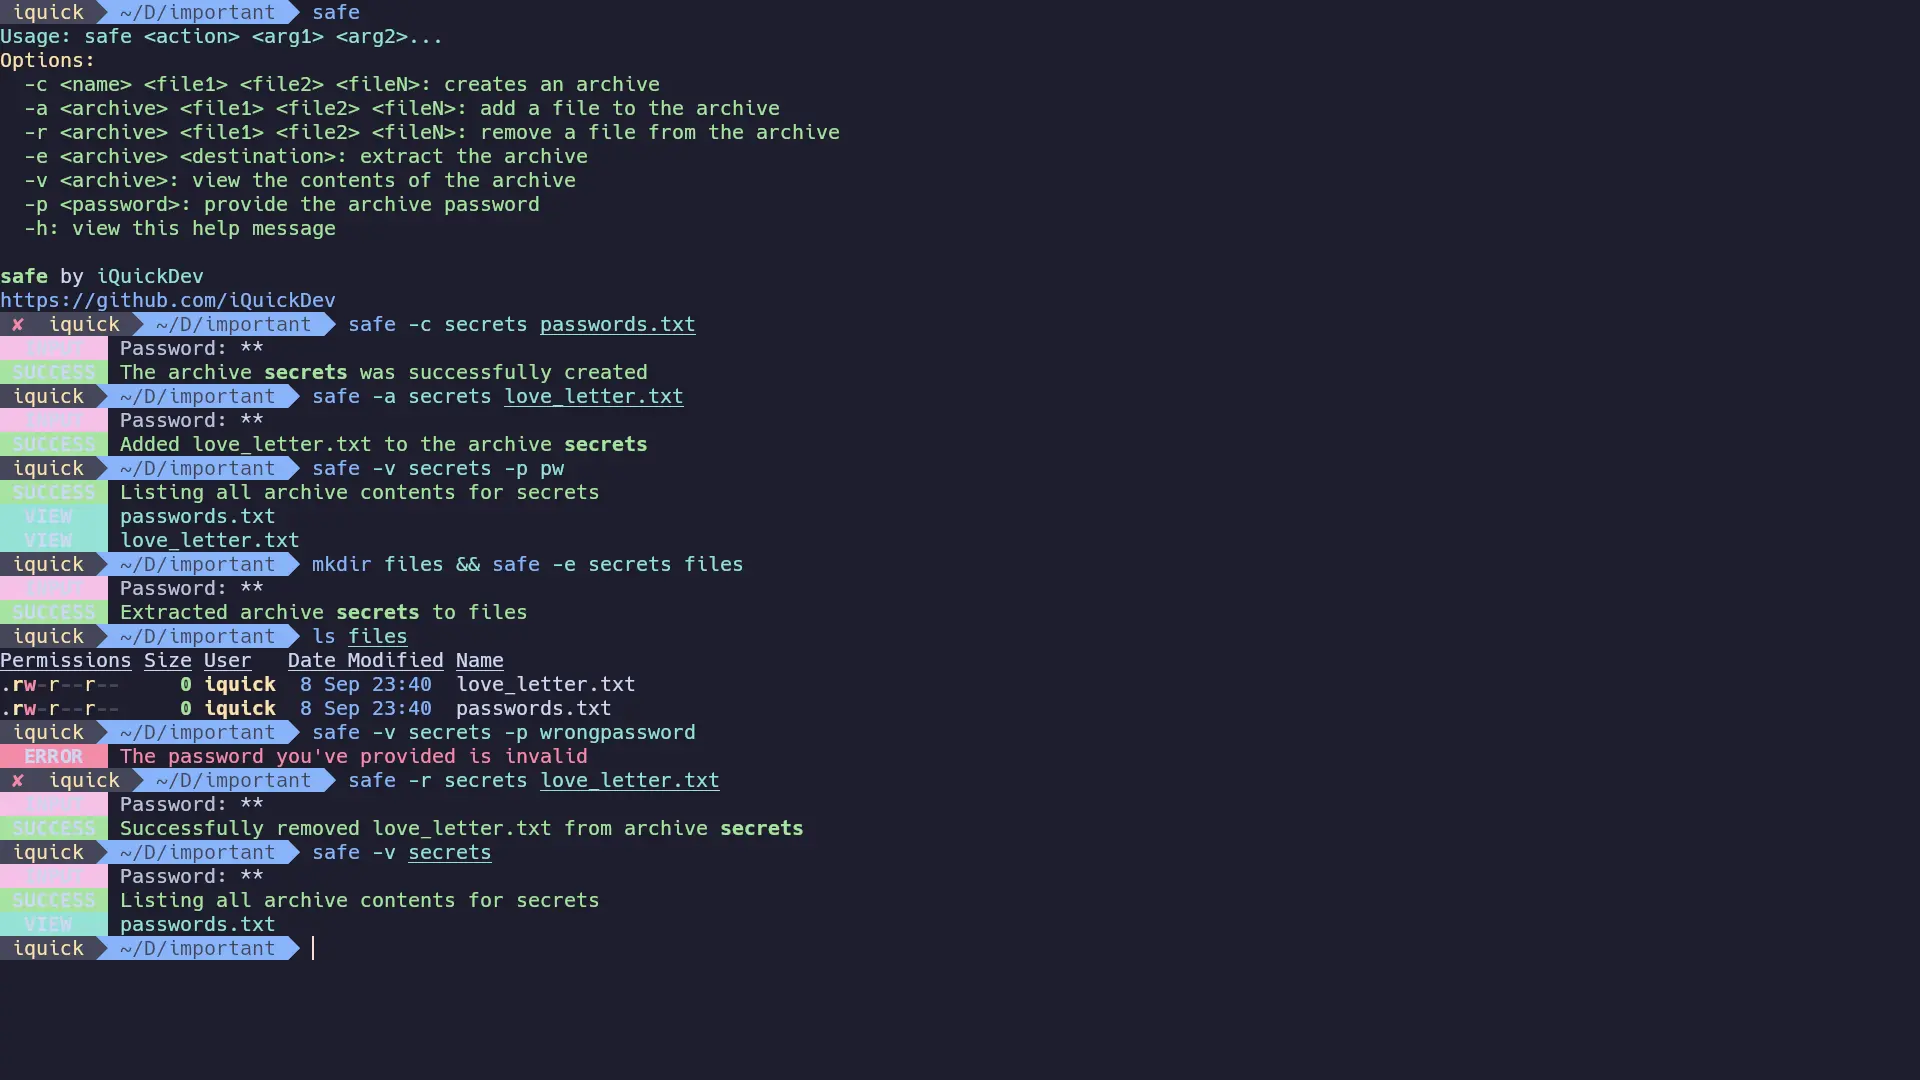 iquick ~/D/important safe
Usage: safe <action> <arg1> <arg2>...
Options:
  -c <name> <file1> <file2> <fileN>: creates an archive
  -a <archive> <file1> <file2> <fileN>: add a file to the archive
  -r <archive> <file1> <file2> <fileN>: remove a file from the archive
  -e <archive> <destination>: extract the archive
  -v <archive>: view the contents of the archive
  -p <password>: provide the archive password
  -h: view this help message
safe by iQuickDev
https://github.com/iQuickDev
✘ iquick ~/D/important safe -c secrets passwords.txt
INPUT Password: **
SUCCESS The archive secrets was successfully created
iquick ~/D/important safe -a secrets love_letter.txt
INPUT Password: **
SUCCESS Added love_letter.txt to the archive secrets
iquick ~/D/important safe -v secrets -p pw
SUCCESS Listing all archive contents for secrets
VIEW passwords.txt
VIEW love_letter.txt
iquick ~/D/important mkdir files && safe -e secrets files
INPUT Password: **
SUCCESS Extracted archive secrets to files
iquick ~/D/important ls files
Permissions Size User Date Modified Name
.rw-r--r-- 0 iquick 8 Sep 23:40 love_letter.txt
.rw-r--r-- 0 iquick 8 Sep 23:40 passwords.txt
iquick ~/D/important safe -v secrets -p wrongpassword
ERROR The password you've provided is invalid
✘ iquick ~/D/important safe -r secrets love_letter.txt
INPUT Password: **
SUCCESS Successfully removed love_letter.txt from archive secrets
iquick ~/D/important safe -v secrets
INPUT Password: **
SUCCESS Listing all archive contents for secrets
VIEW passwords.txt
iquick ~/D/important